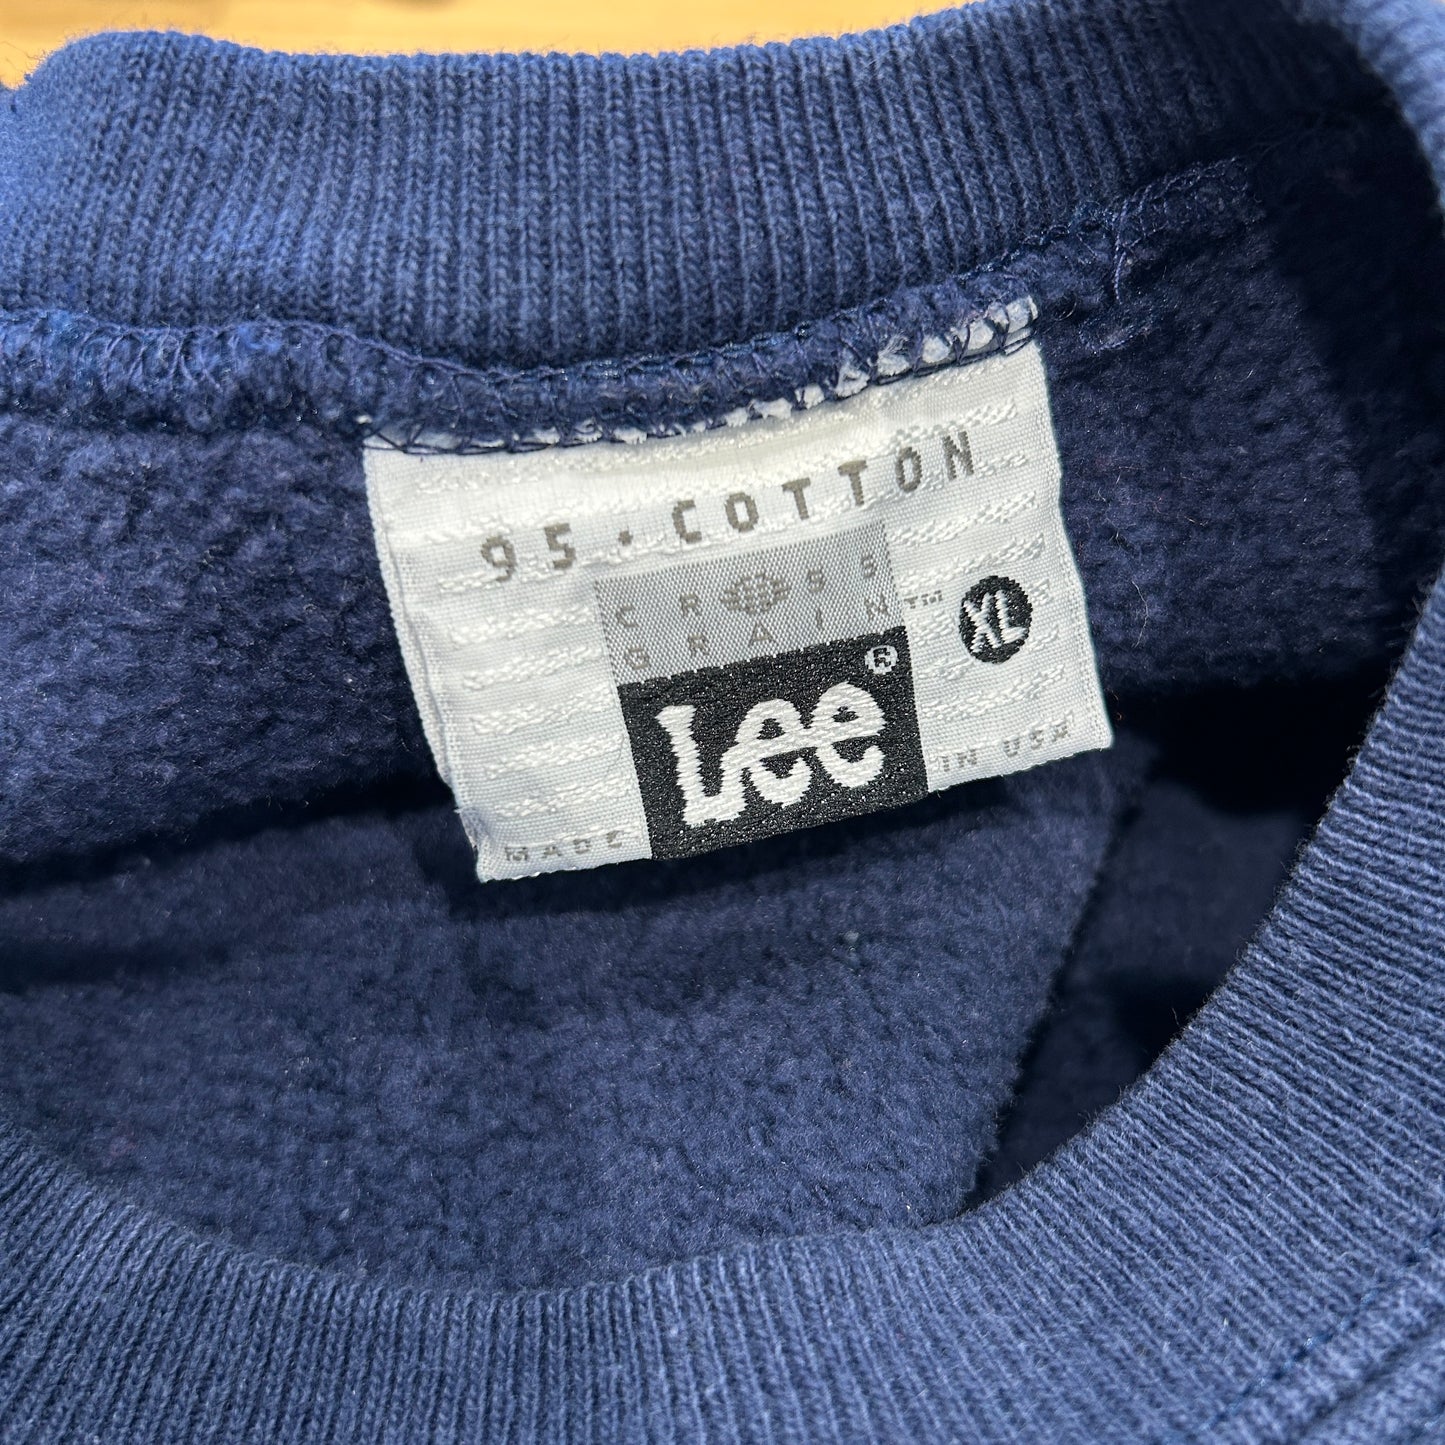 95 • COTTON
CROSS
GRAIN™
XL
Lee®
MADE IN USA